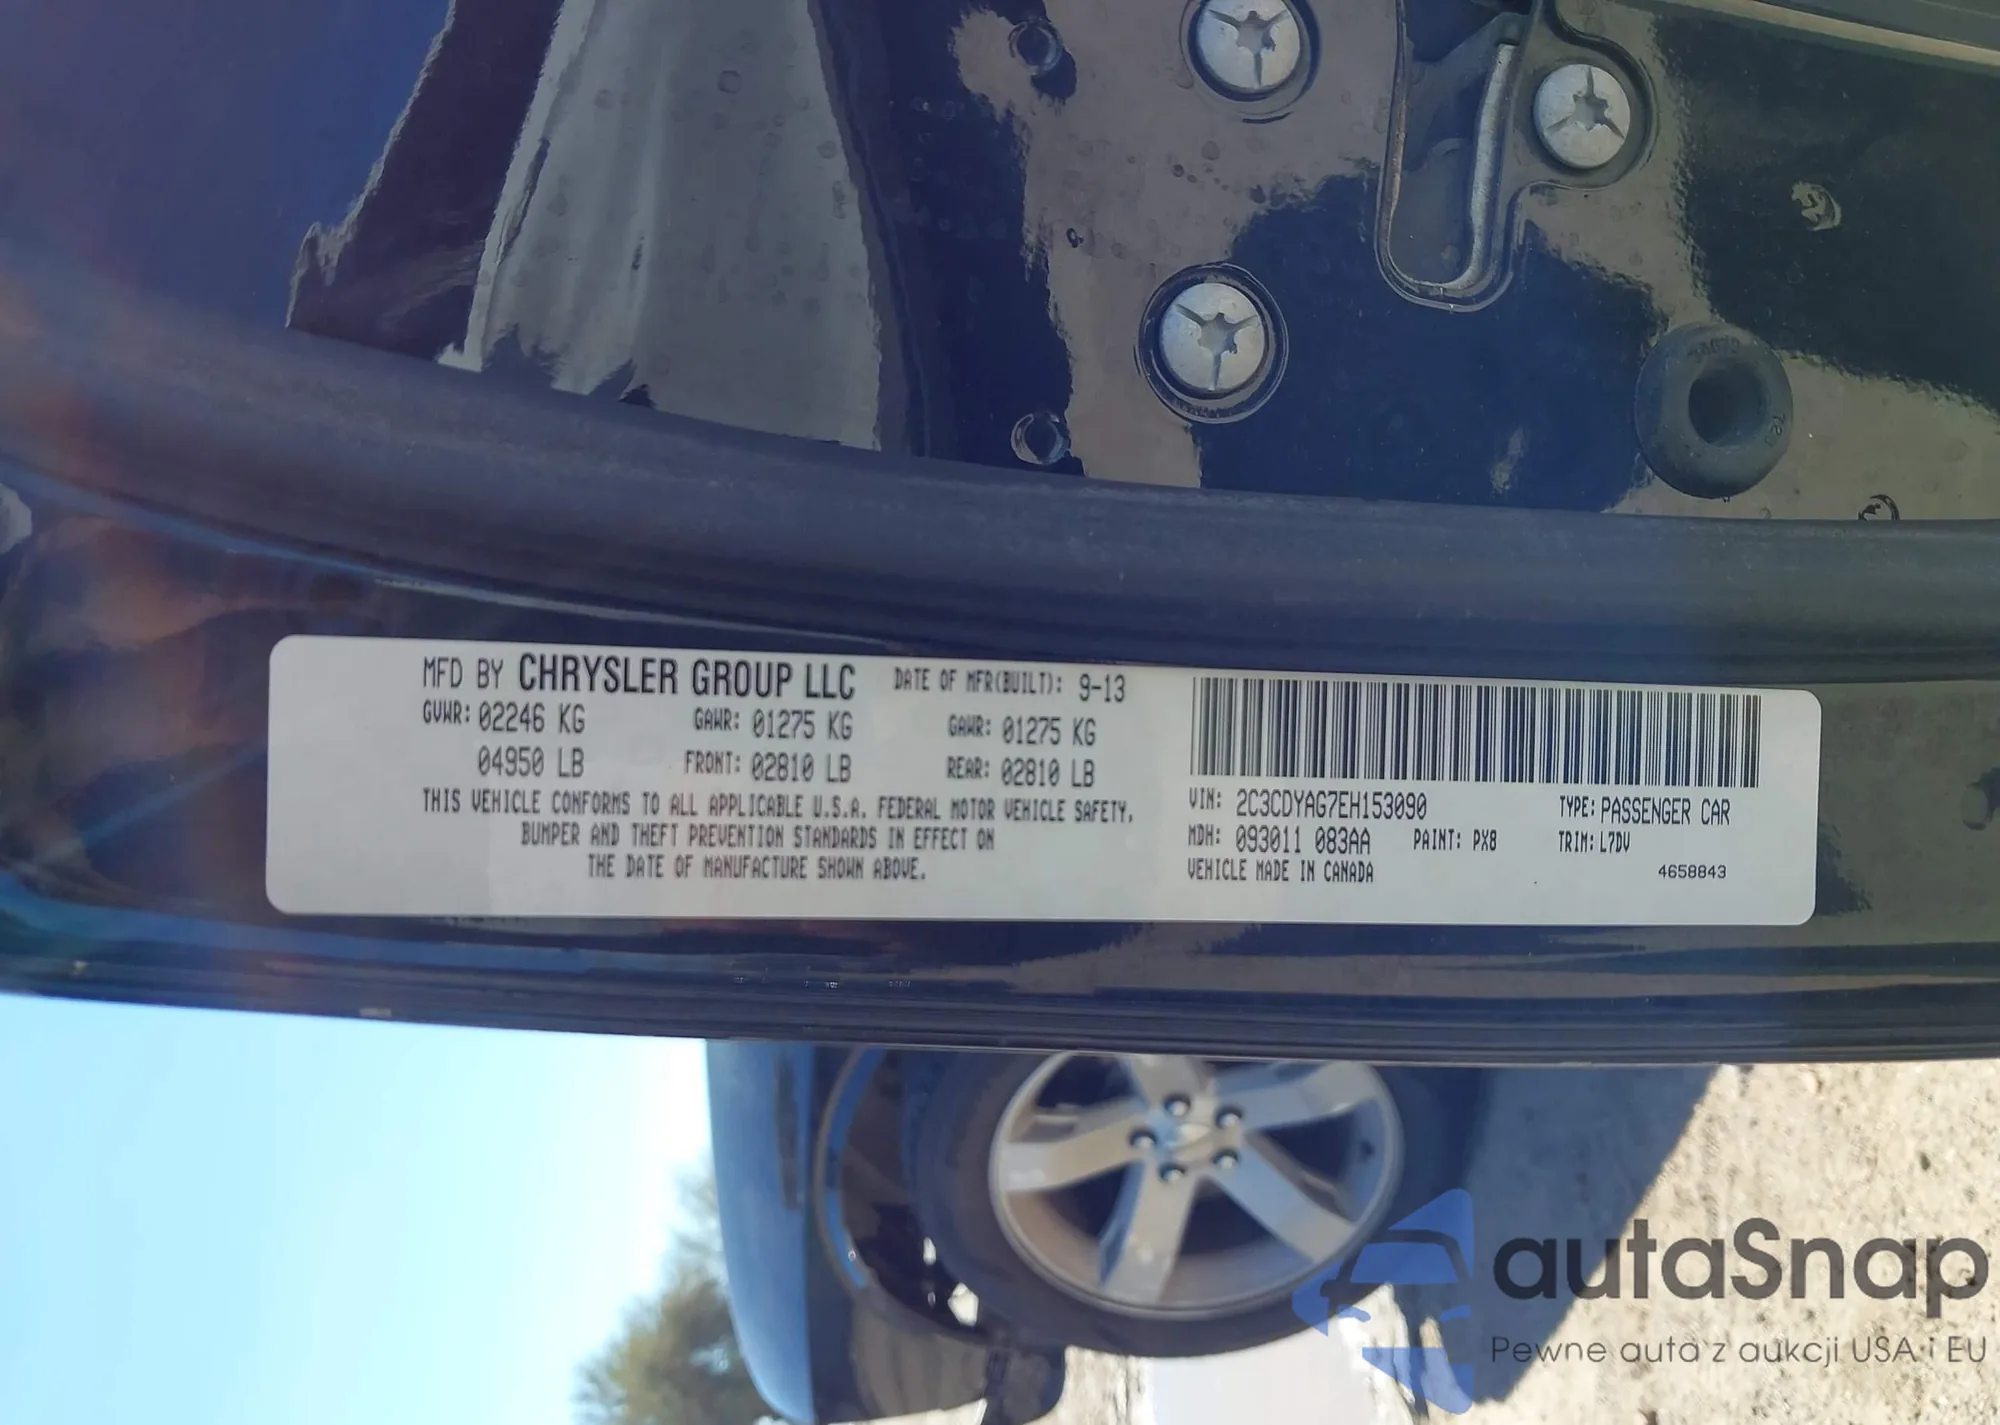 MFD BY CHRYSLER GROUP LLC DATE OF MFR(BUILT): 9-13
GVWR: 02246 KG GAWR: 01275 KG GAWR: 01275 KG
04950 LB FRONT: 02810 LB REAR: 02810 LB
THIS VEHICLE CONFORMS TO ALL APPLICABLE U.S.A. FEDERAL MOTOR VEHICLE SAFETY,
BUMPER AND THEFT PREVENTION STANDARDS IN EFFECT ON
THE DATE OF MANUFACTURE SHOWN ABOVE.
VIN: 2C3CDYAG7EH153090 TYPE: PASSENGER CAR
MDH: 093011 083AA PAINT: PX8 TRIM: L7DV
VEHICLE MADE IN CANADA 4658843
autaSnap
Pewne auta z aukcji USA i EU